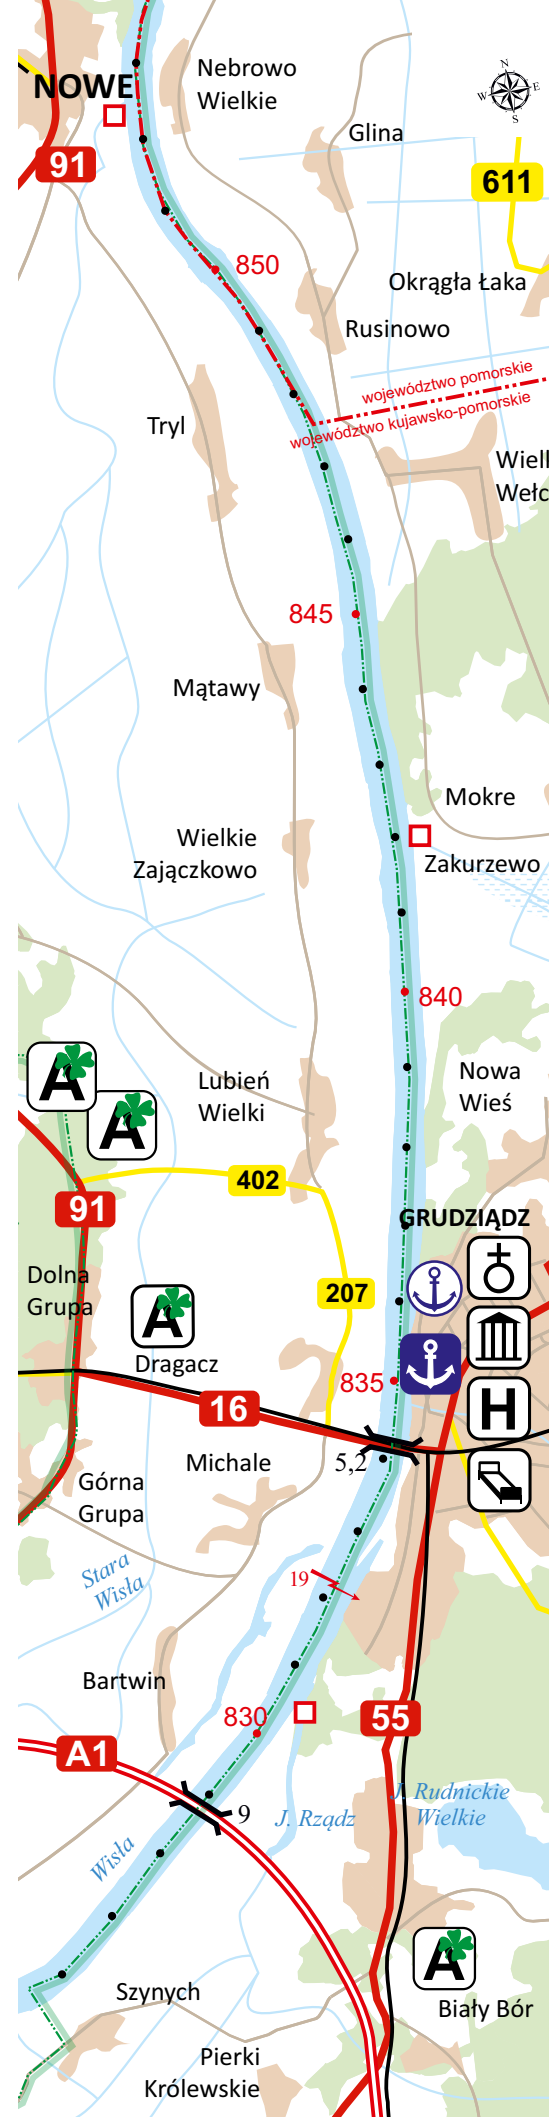 Nebrowo
Wielkie
NOWE
N
W
E
S
Glina
91
611
850
Okrągła Łaka
Rusinowo
województwo pomorskie
województwo kujawsko-pomorskie
Tryl
Wiell
Wełc
845
Mątawy
Mokre
Wielkie
Zajączkowo
Zakurzewo
840
Lubień
Wielki
Nowa
Wieś
A
A
402
91
GRUDZIĄDZ
Dolna
Grupa
207
A
Dragacz
835
16
H
Michale
5,2
Górna
Grupa
Stara
Wisła
19
Bartwin
830
55
A1
9
J. Rządz
J. Rudnickie
Wielkie
Wisła
A
Szynych
Biały Bór
Pierki
Królewskie